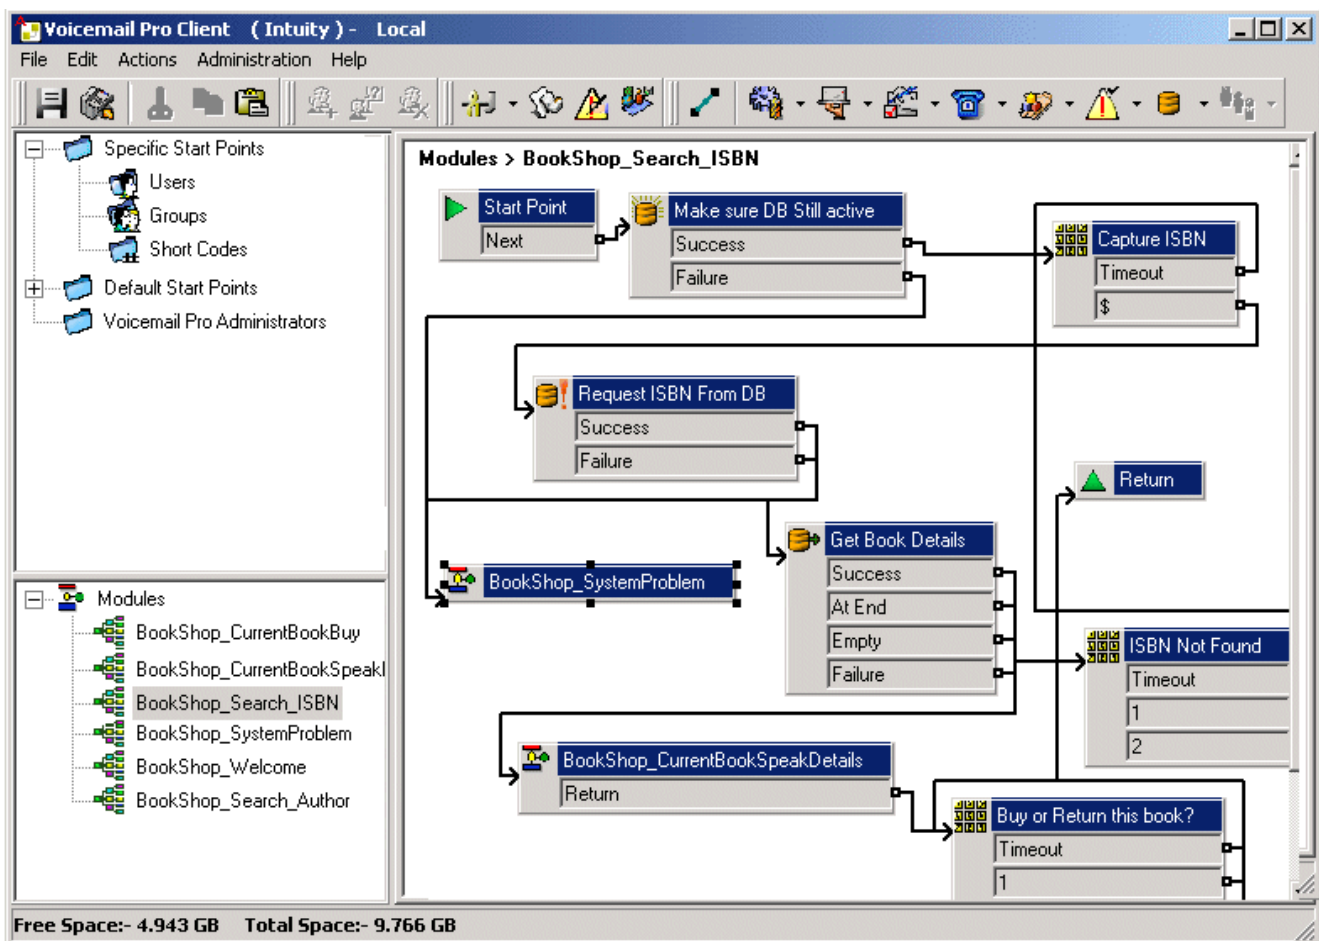 Voicemail Pro Client   ( Intuity ) -   Local
File Edit Actions Administration Help
Specific Start Points
Users
Groups
Short Codes
Default Start Points
Voicemail Pro Administrators
Modules
BookShop_CurrentBookBuy
BookShop_CurrentBookSpeak
BookShop_Search_ISBN
BookShop_SystemProblem
BookShop_Welcome
BookShop_Search_Author
Modules > BookShop_Search_ISBN
Start Point
Next
Make sure DB Still active
Success
Failure
Capture ISBN
Timeout
$
Request ISBN From DB
Success
Failure
Return
Get Book Details
Success
At End
Empty
Failure
BookShop_SystemProblem
ISBN Not Found
Timeout
1
2
BookShop_CurrentBookSpeakDetails
Return
Buy or Return this book?
Timeout
1
Free Space:- 4.943 GB Total Space:- 9.766 GB